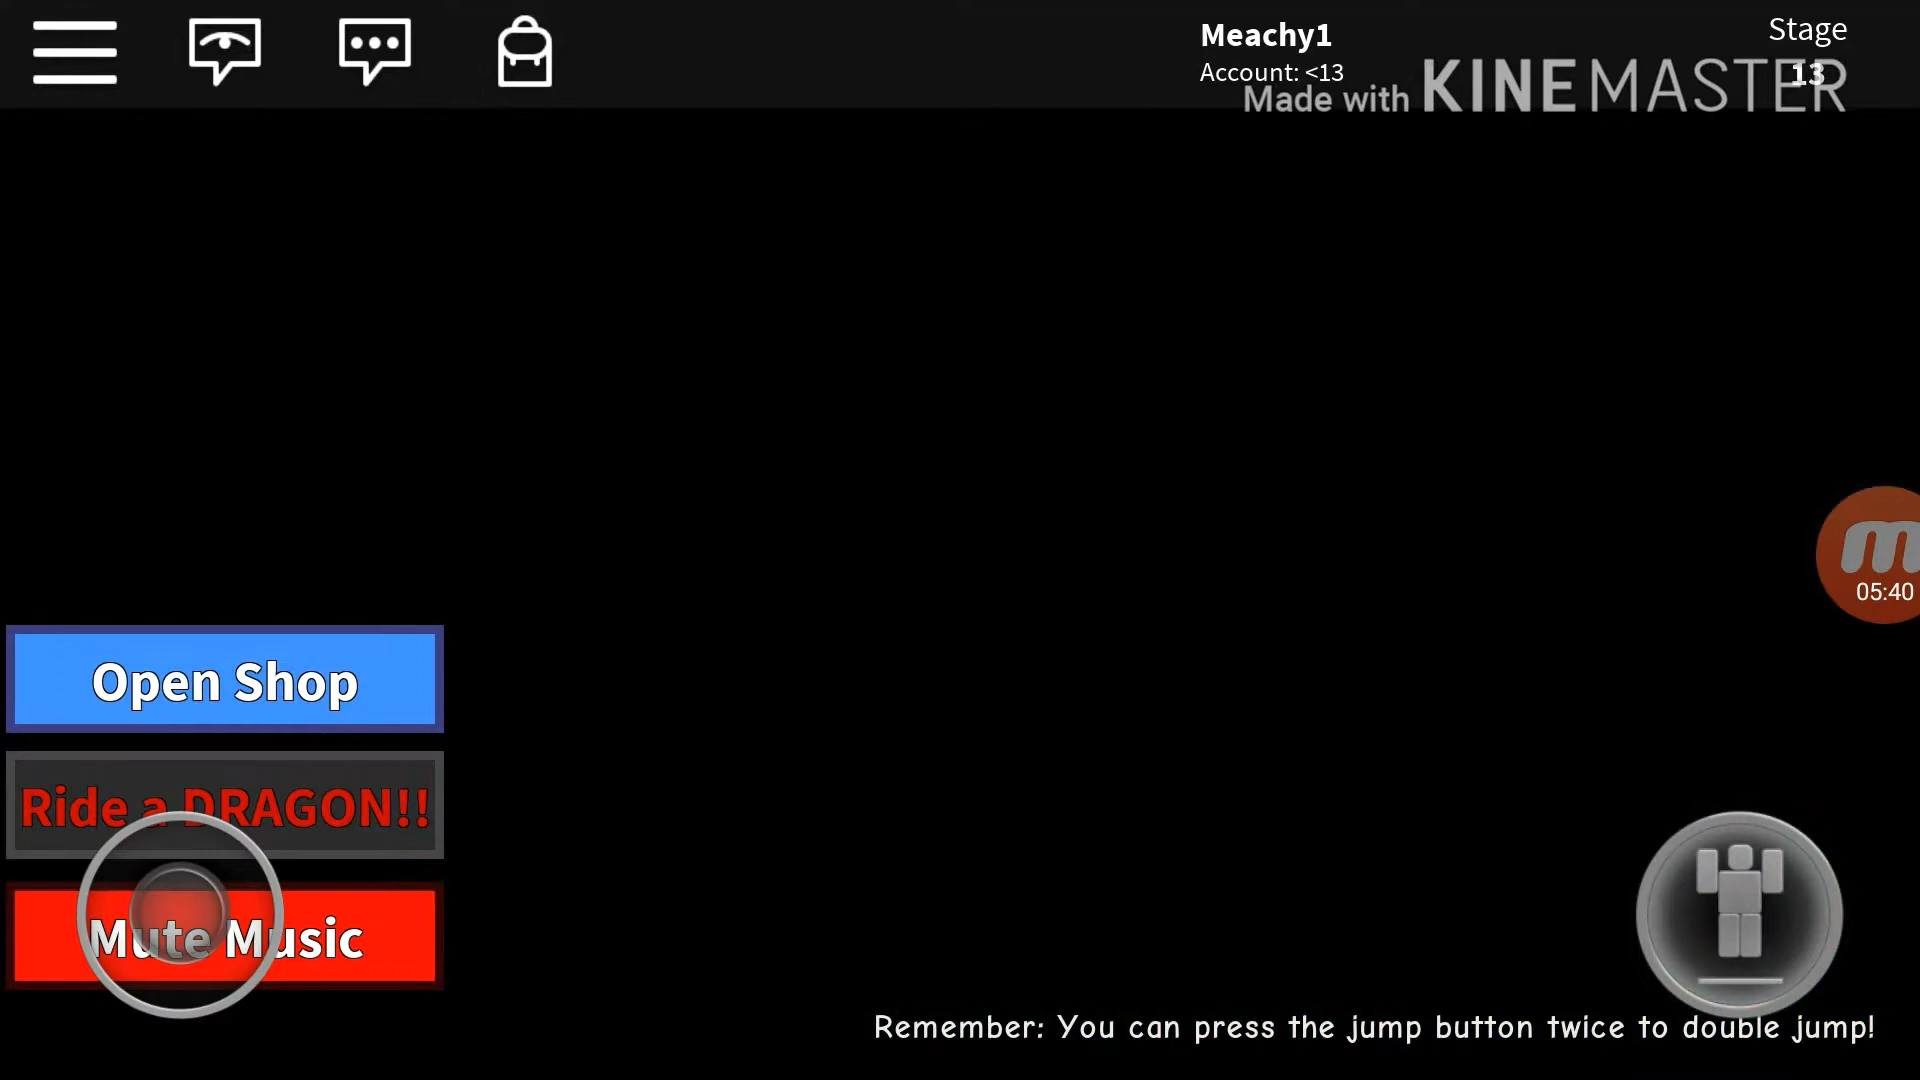 Meachy1
Account: <13
Stage
13
Made with KINEMASTER
05:40
Open Shop
Ride a DRAGON!!
Mute Music
Remember: You can press the jump button twice to double jump!